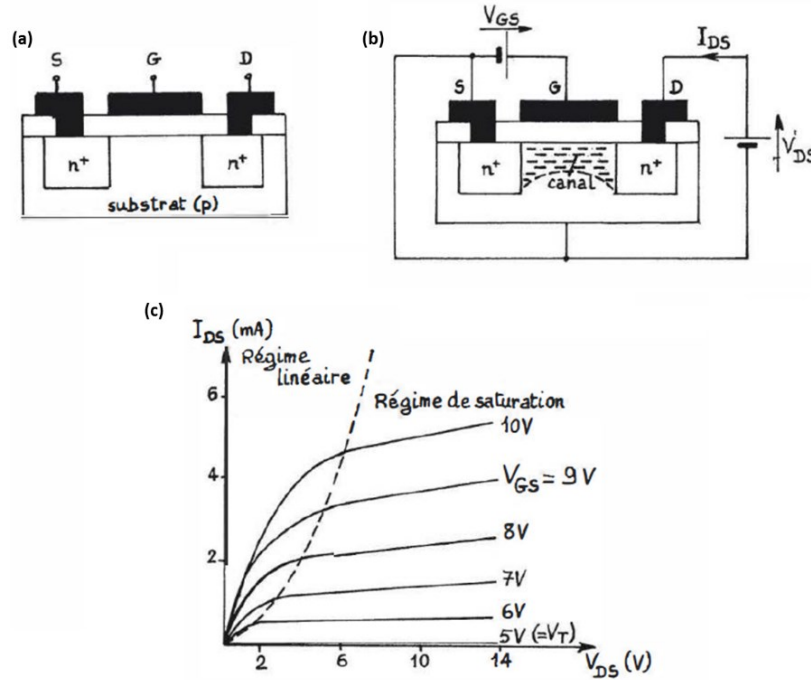 (a)
S G D
n+ n+
substrat (p)
(b)
VGS
IDS
S G D
n+ n+
canal
V'DS
(c)
IDS (mA)
Régime
linéaire
Régime de saturation
10V
VGS = 9V
8V
7V
6V
5V (=VT)
6
4
2
2 6 10 14
VDS (V)